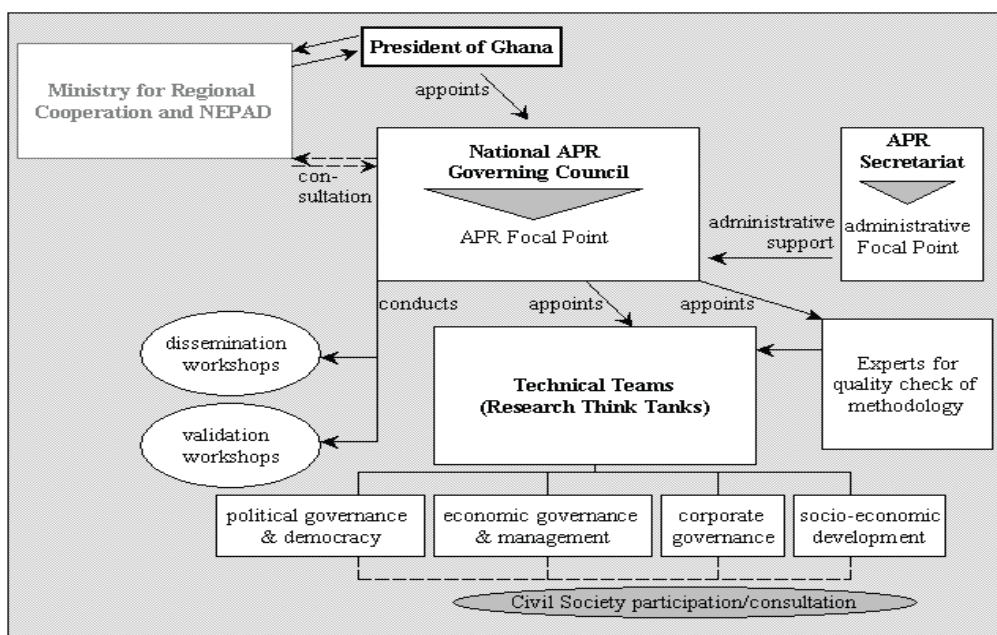 President of Ghana
Ministry for Regional
Cooperation and NEPAD
appoints
National APR
Governing Council
APR Focal Point
APR
Secretariat
administrative
Focal Point
con-
sultation
administrative
support
conducts
appoints
appoints
dissemination
workshops
validation
workshops
Technical Teams
(Research Think Tanks)
Experts for
quality check of
methodology
political governance
& democracy
economic governance
& management
corporate
governance
socio-economic
development
Civil Society participation/consultation